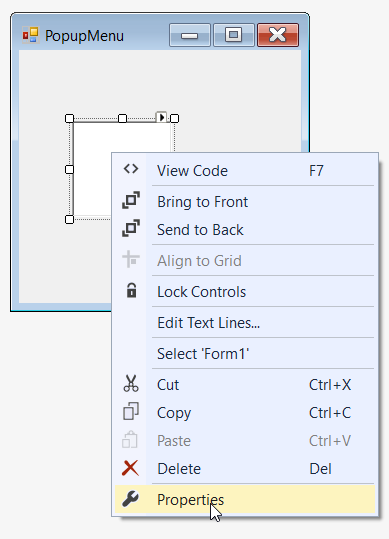 PopupMenu
View Code F7
Bring to Front
Send to Back
Align to Grid
Lock Controls
Edit Text Lines...
Select 'Form1'
Cut Ctrl+X
Copy Ctrl+C
Paste Ctrl+V
Delete Del
Properties